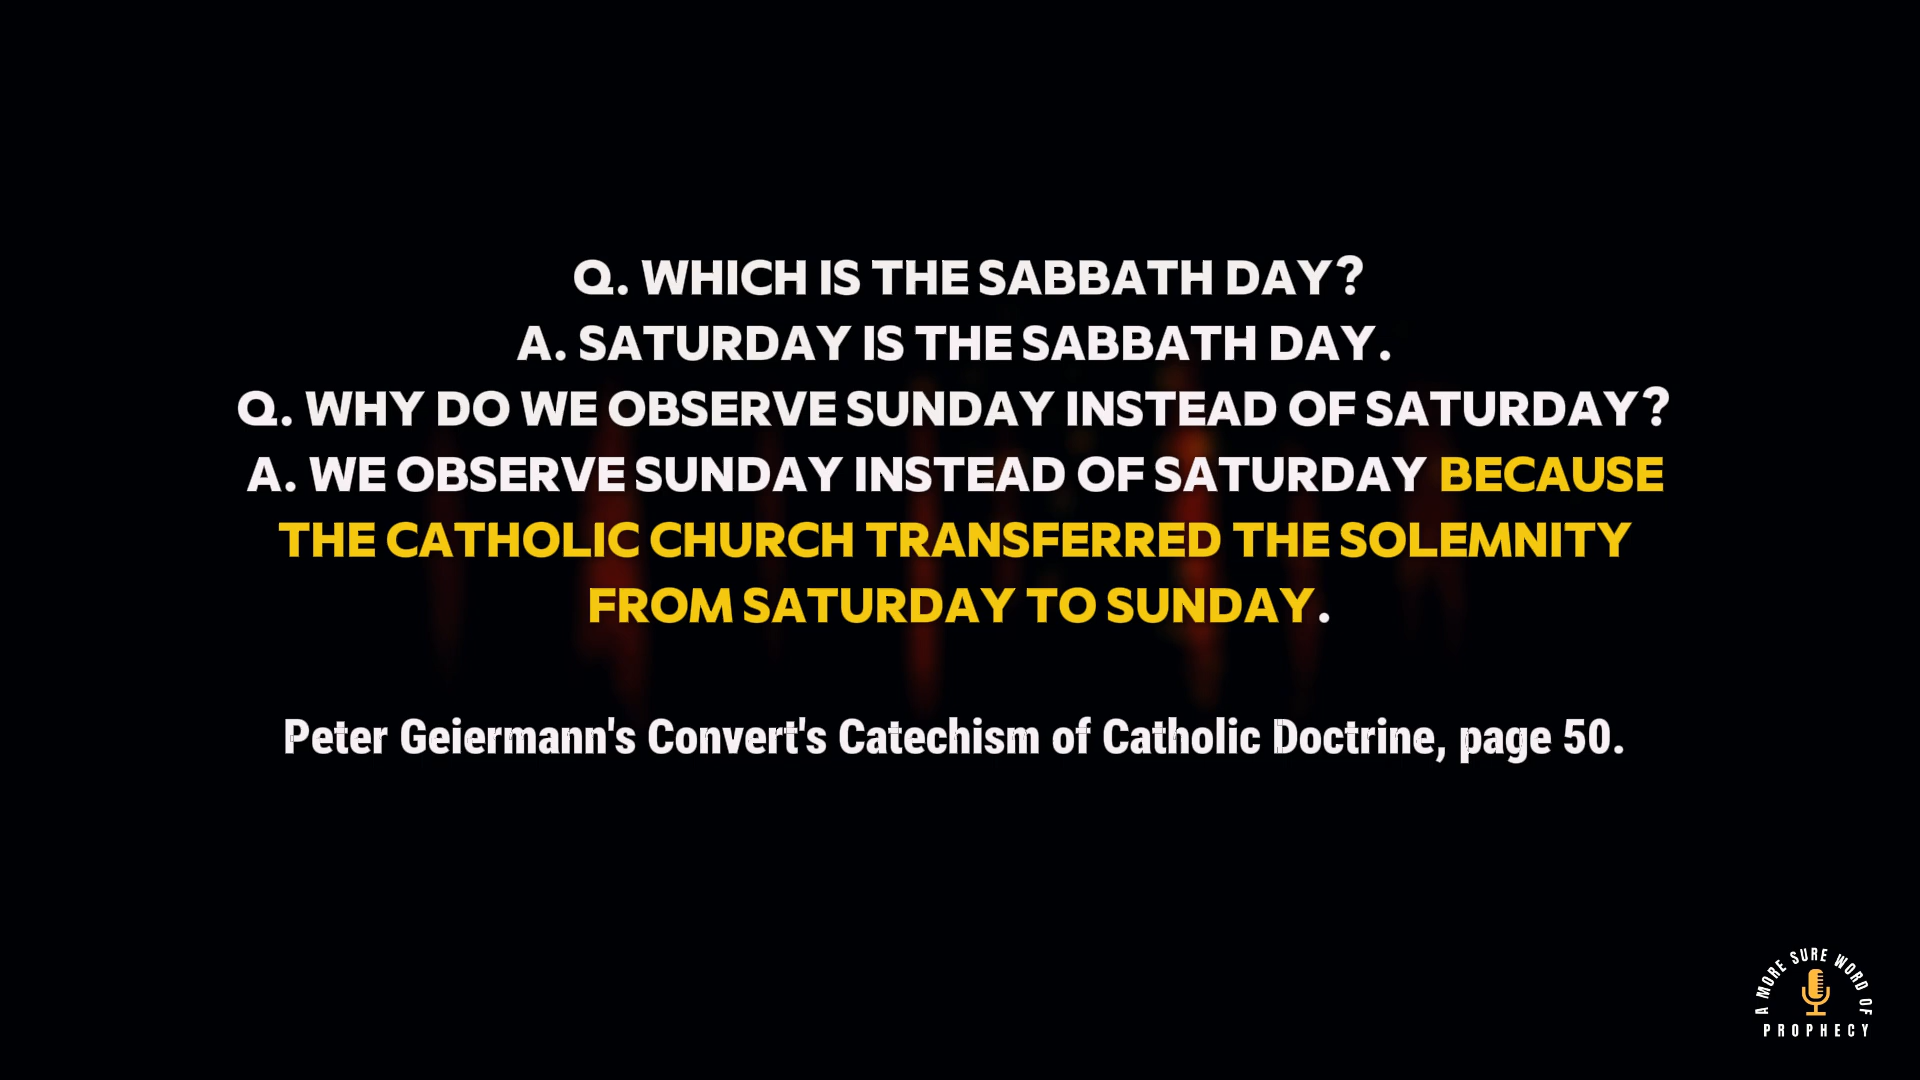 Q. WHICH IS THE SABBATH DAY?
A. SATURDAY IS THE SABBATH DAY.
Q. WHY DO WE OBSERVE SUNDAY INSTEAD OF SATURDAY?
A. WE OBSERVE SUNDAY INSTEAD OF SATURDAY BECAUSE
THE CATHOLIC CHURCH TRANSFERRED THE SOLEMNITY
FROM SATURDAY TO SUNDAY.
Peter Geiermann's Convert's Catechism of Catholic Doctrine, page 50.
A MORE SURE WORD OF
PROPHECY